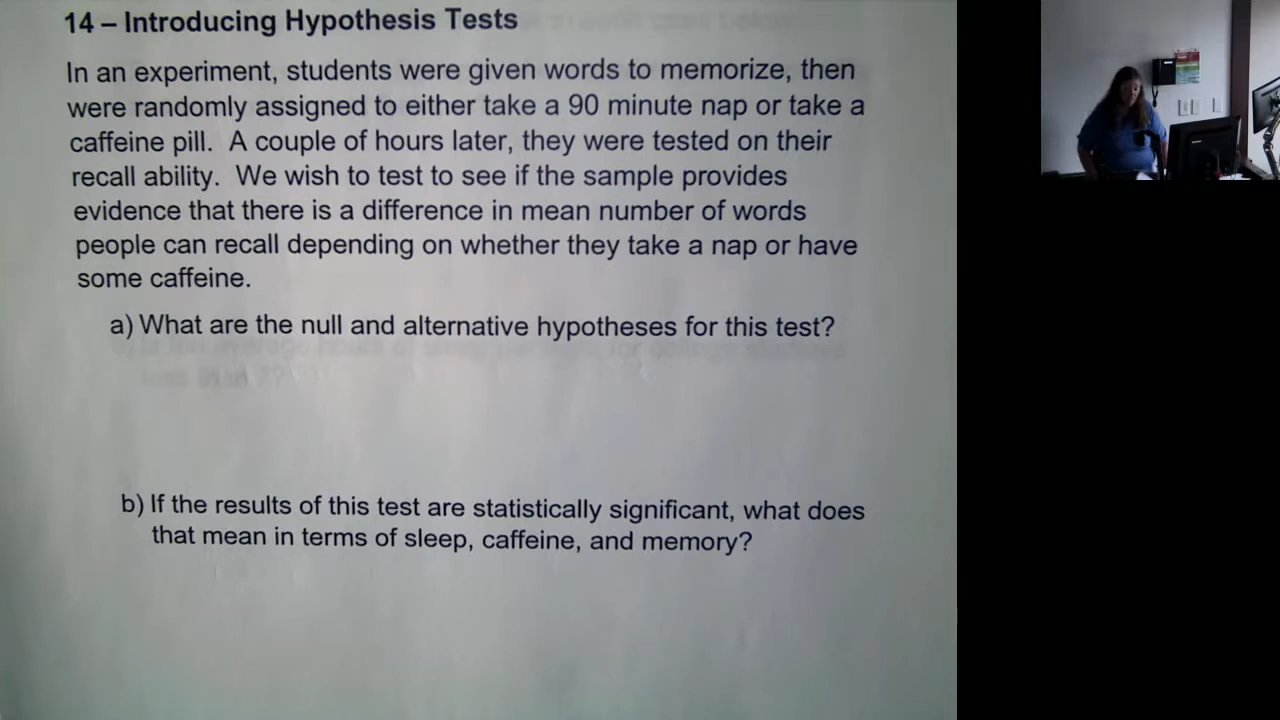 14 – Introducing Hypothesis Tests
In an experiment, students were given words to memorize, then
were randomly assigned to either take a 90 minute nap or take a
caffeine pill. A couple of hours later, they were tested on their
recall ability. We wish to test to see if the sample provides
evidence that there is a difference in mean number of words
people can recall depending on whether they take a nap or have
some caffeine.
a) What are the null and alternative hypotheses for this test?
b) If the results of this test are statistically significant, what does
that mean in terms of sleep, caffeine, and memory?